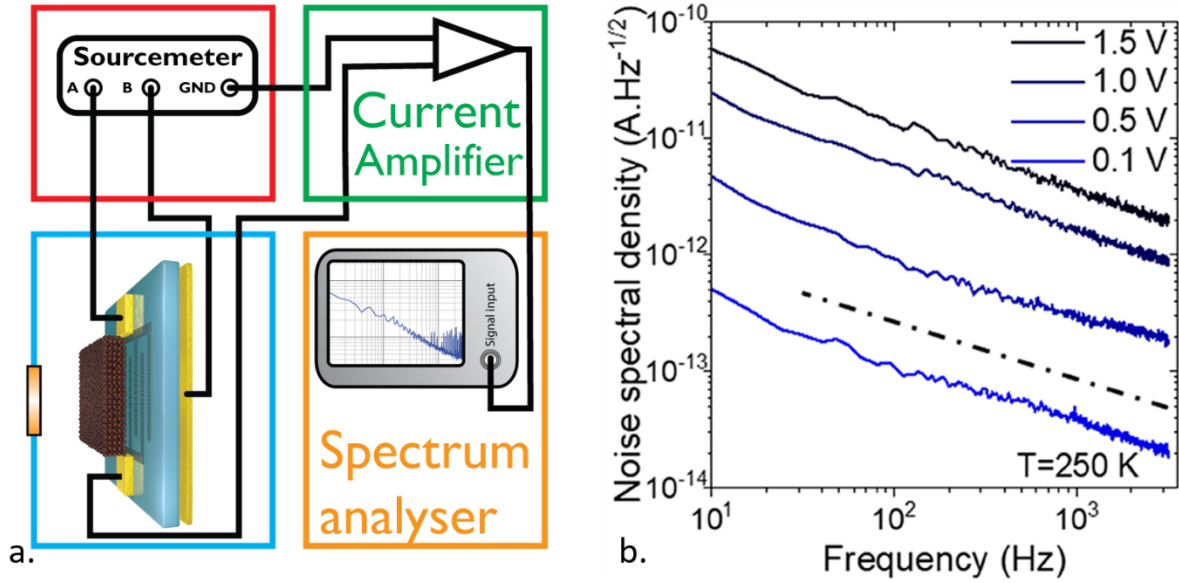 Sourcemeter
A B GND
Current
Amplifier
Signal input
Spectrum
analyser
a.
Noise spectral density (A.Hz^-1/2)
10^-10
10^-11
10^-12
10^-13
10^-14
1.5 V
1.0 V
0.5 V
0.1 V
T=250 K
10^1 10^2 10^3
Frequency (Hz)
b.